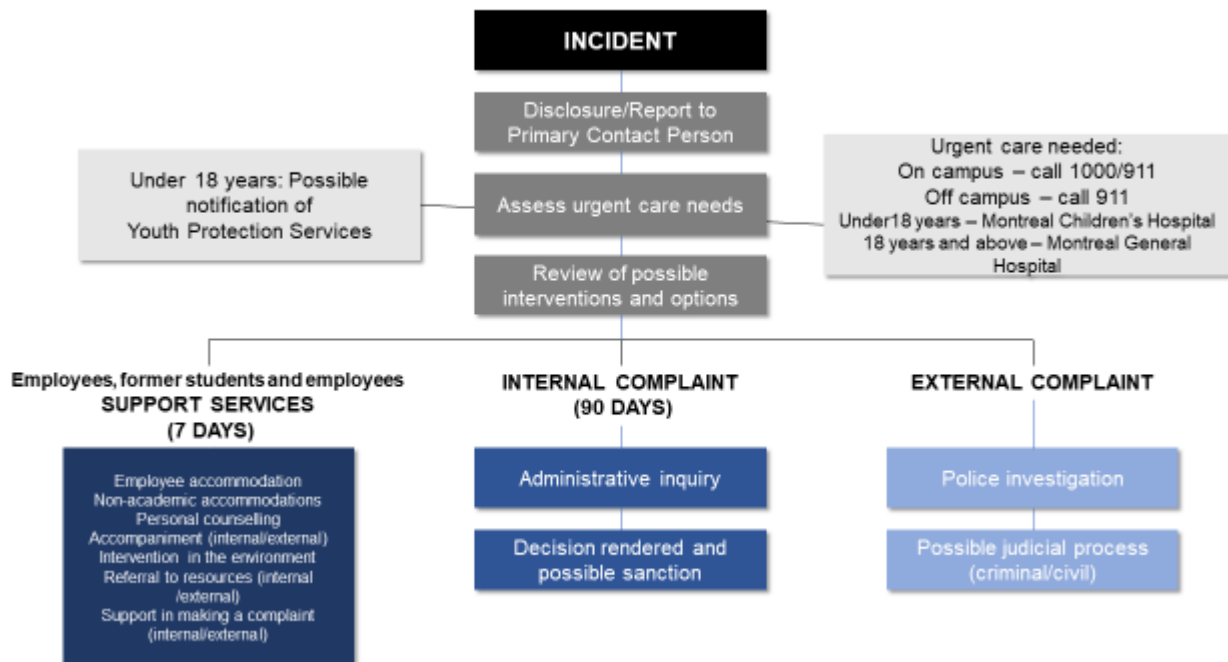 INCIDENT
Disclosure/Report to
Primary Contact Person
Under 18 years: Possible
notification of
Youth Protection Services
Assess urgent care needs
Urgent care needed:
On campus – call 1000/911
Off campus – call 911
Under18 years – Montreal Children's Hospital
18 years and above – Montreal General
Hospital
Review of possible
interventions and options
Employees, former students and employees
SUPPORT SERVICES
(7 DAYS)
Employee accommodation
Non-academic accommodations
Personal counselling
Accompaniment (internal/external)
Intervention in the environment
Referral to resources (internal
/external)
Support in making a complaint
(internal/external)
INTERNAL COMPLAINT
(90 DAYS)
Administrative inquiry
Decision rendered and
possible sanction
EXTERNAL COMPLAINT
Police investigation
Possible judicial process
(criminal/civil)